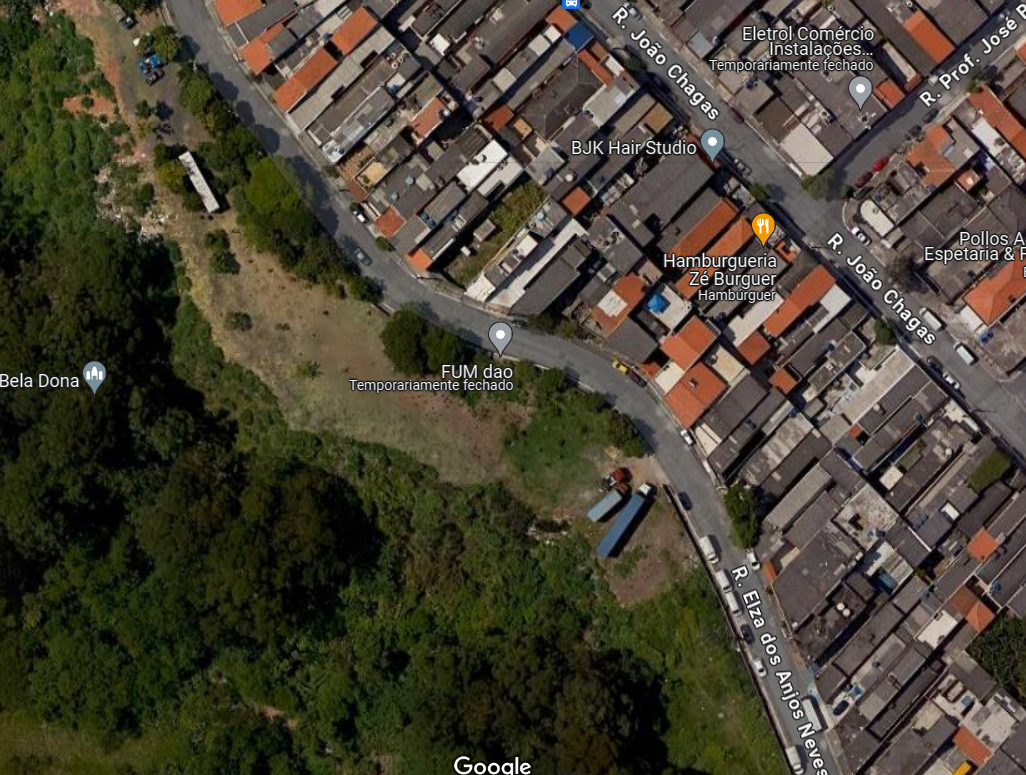 R. João Chagas
Eletrol Comércio
Instalações...
Temporariamente fechado
R. Prof. José
BJK Hair Studio
Hamburgueria
Zé Burguer
Hambúrguer
R. João Chagas
Pollos
Espetaria &
FUM dao
Temporariamente fechado
Bela Dona
R. Elza dos Anjos Neves
Google